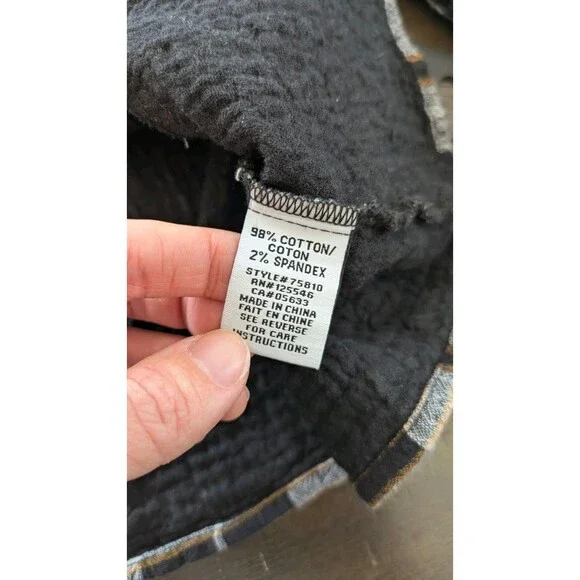 98% COTTON/
COTON
2% SPANDEX
STYLE#75810
RN#125546
CA#05633
MADE IN CHINA
FAIT EN CHINE
SEE REVERSE
FOR CARE
INSTRUCTIONS